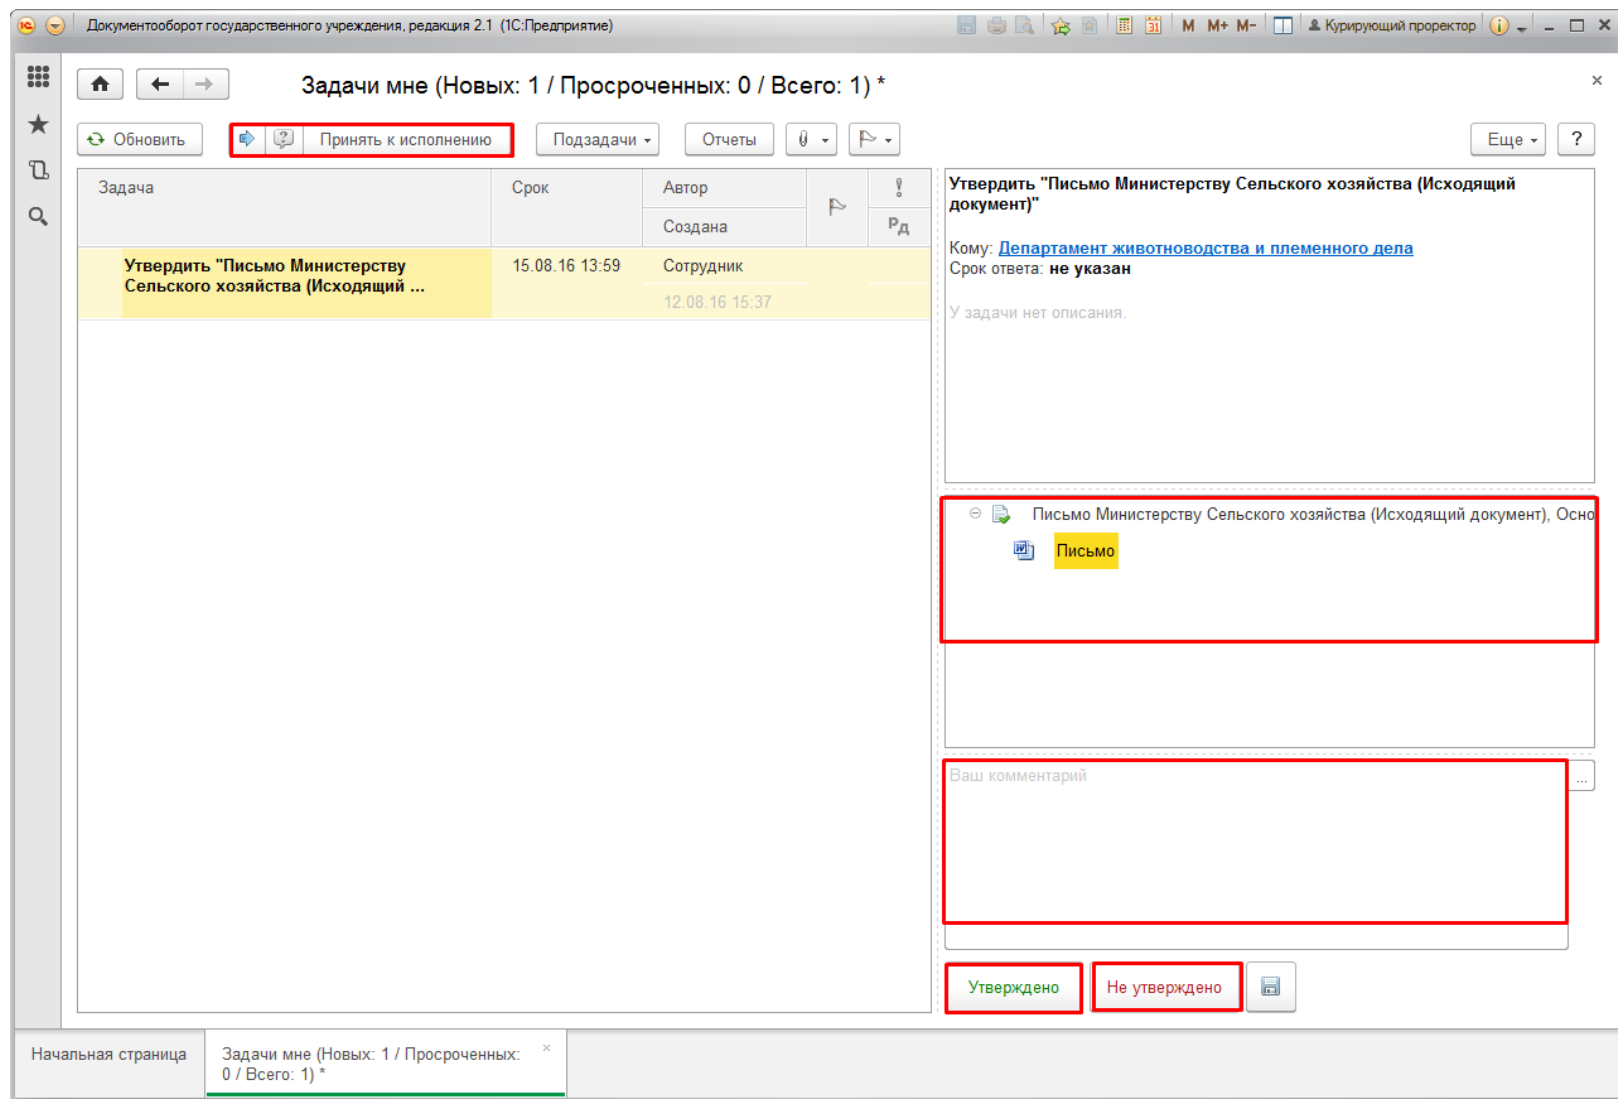 Документооборот государственного учреждения, редакция 2.1 (1С:Предприятие)
31 M M+ M- Курирующий проректор
Задачи мне (Новых: 1 / Просроченных: 0 / Всего: 1) *
Обновить
Принять к исполнению
Подзадачи
Отчеты
Еще
?
Задача
Срок
Автор
Создана
Рд
Утвердить "Письмо Министерству
Сельского хозяйства (Исходящий ...
15.08.16 13:59
Сотрудник
12.08.16 15:37
Утвердить "Письмо Министерству Сельского хозяйства (Исходящий
документ)"
Кому: Департамент животноводства и племенного дела
Срок ответа: не указан
У задачи нет описания.
Письмо Министерству Сельского хозяйства (Исходящий документ), Осно
Письмо
Ваш комментарий
...
Утверждено
Не утверждено
Начальная страница
Задачи мне (Новых: 1 / Просроченных:
0 / Всего: 1) *